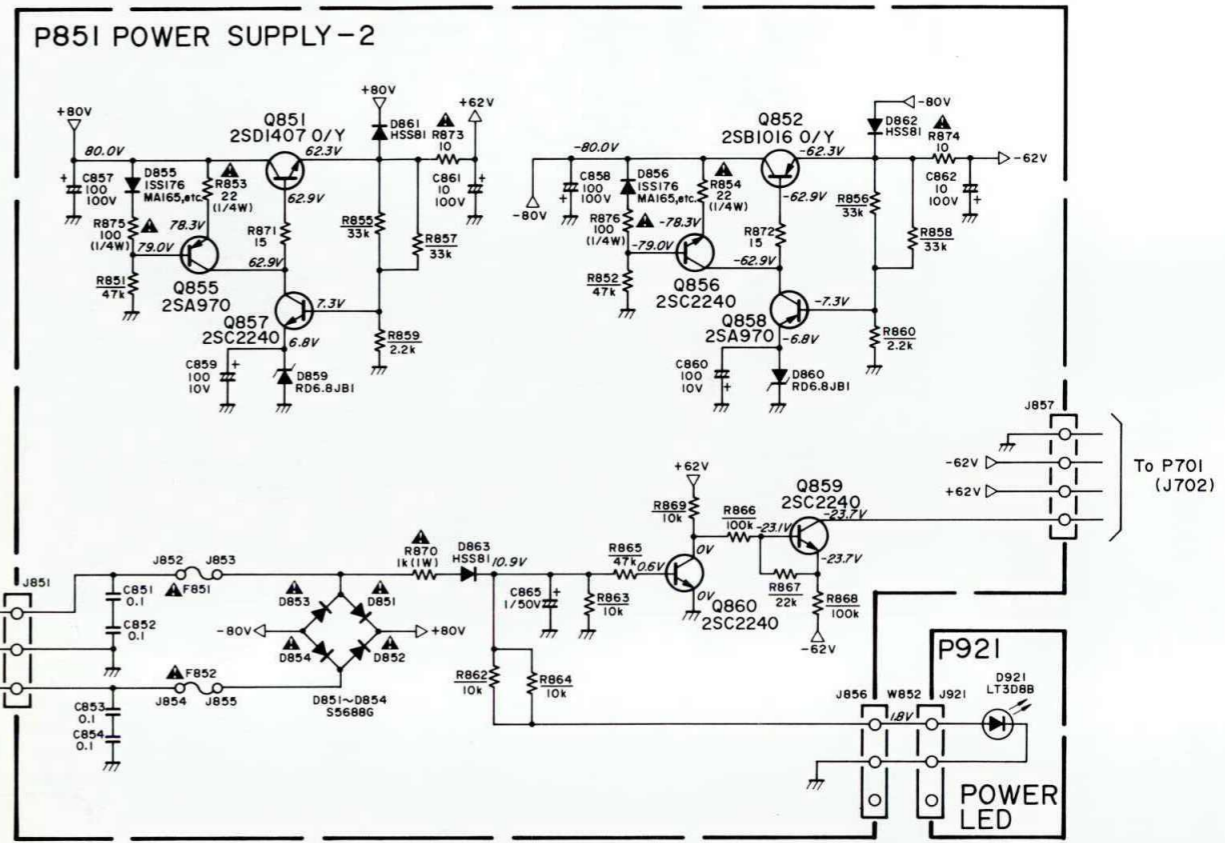 P851 POWER SUPPLY-2
+80V
80.0V
C857
100
100V
D855
ISS176
MA165,etc.
R875
100
(1/4W)
79.0V
R851
47k
R853
22
(1/4W)
78.3V
Q855
2SA970
Q851
2SD1407 O/Y
62.9V
R871
15
62.9V
Q857
2SC2240
6.8V
C859
100
10V
D859
RD6.8JB1
7.3V
62.3V
+80V
D861
HSS81
R873
10
+62V
C861
10
100V
R855
33k
R857
33k
R859
2.2k
-80V
-80.0V
C858
100
100V
D856
ISS176
MA165,etc.
R876
100
(1/4W)
-79.0V
R852
47k
R854
22
(1/4W)
-78.3V
Q856
2SC2240
Q852
2SB1016 O/Y
-62.9V
R872
15
-62.9V
Q858
2SA970
-6.8V
C860
100
10V
D860
RD6.8JB1
-7.3V
-62.3V
-80V
D862
HSS81
R874
10
-62V
C862
10
100V
R856
33k
R858
33k
R860
2.2k
J857
-62V
+62V
To P701
(J702)
J851
C851
0.1
C852
0.1
J852
J853
F851
F852
J854
J855
C853
0.1
C854
0.1
D853
D851
-80V
+80V
D854
D852
D851~D854
S5688G
R870
1k(1W)
D863
HSS81
10.9V
C865
1/50V
R863
10k
R865
47k
0.6V
R862
10k
R864
10k
+62V
R869
10k
0V
0V
Q860
2SC2240
R866
100k
-23.1V
Q859
2SC2240
-23.7V
-23.7V
R867
22k
R868
100k
-62V
J856
W852
J921
1.8V
P921
D921
LT3D8B
POWER
LED